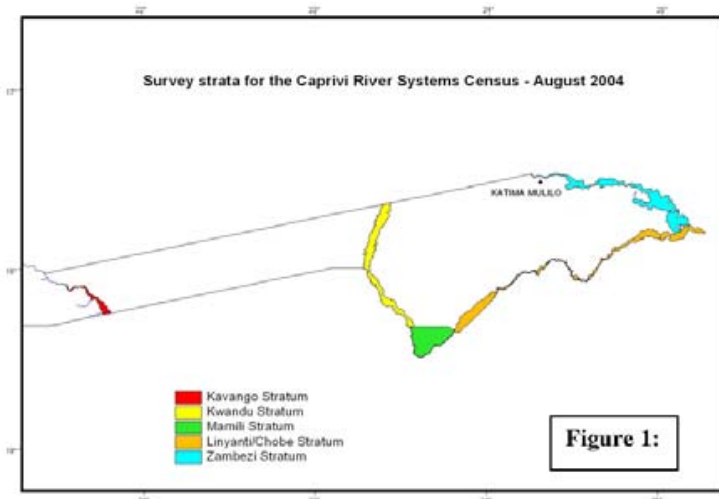 Survey strata for the Caprivi River Systems Census - August 2004
KATIMA MULILO
Kavango Stratum
Kwandu Stratum
Mamili Stratum
Linyanti/Chobe Stratum
Zambezi Stratum
Figure 1: